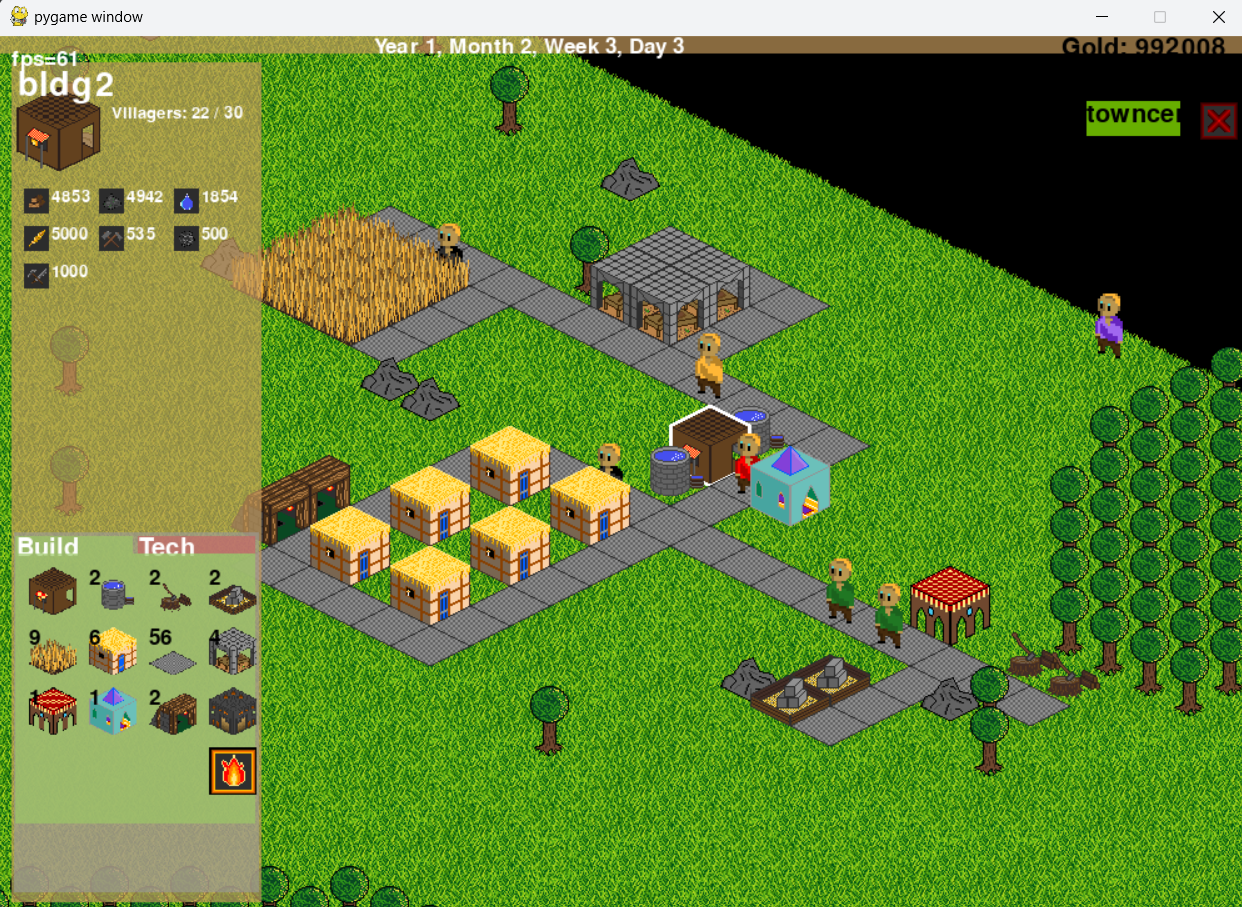 pygame window
Year 1, Month 2, Week 3, Day 3
Gold: 992008
fps=61
bldg2
Villagers: 22 / 30
towncer
4853 4942 1854
5000 535 500
1000
Build Tech
2 2 2
9 6 56 4
1 1 2